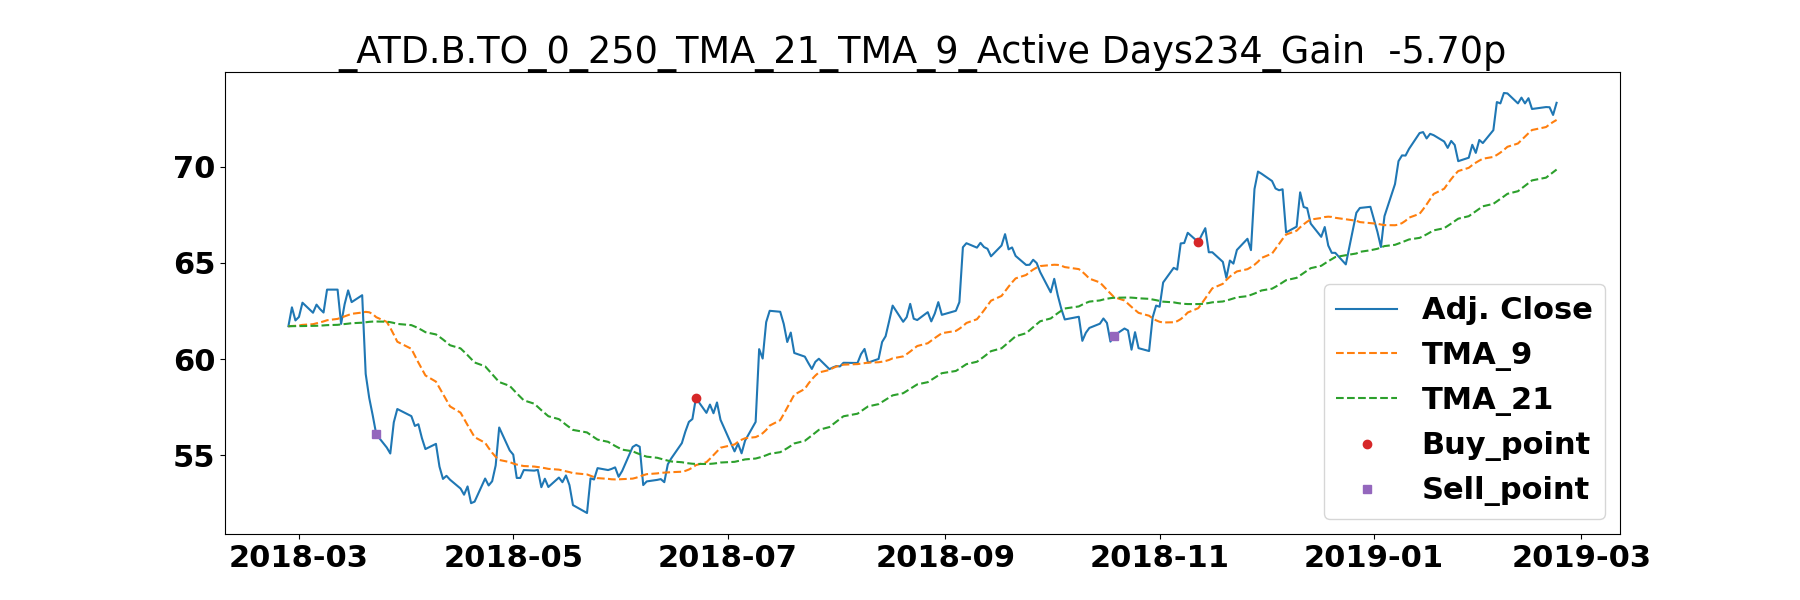 _ATD.B.TO_0_250_TMA_21_TMA_9_Active Days234_Gain  -5.70p
70
65
60
55
Adj. Close
TMA_9
TMA_21
Buy_point
Sell_point
2018-03 2018-05 2018-07 2018-09 2018-11 2019-01 2019-03